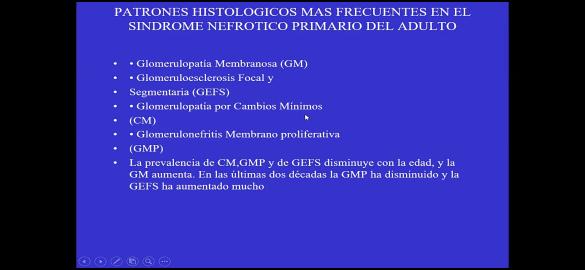 PATRONES HISTOLOGICOS MAS FRECUENTES EN EL
SINDROME NEFROTICO PRIMARIO DEL ADULTO
• • Glomerulopatía Membranosa (GM)
• • Glomeruloesclerosis Focal y
• Segmentaria (GEFS)
• • Glomerulopatía por Cambios Mínimos
• (CM)
• • Glomerulonefritis Membrano proliferativa
• (GMP)
• La prevalencia de CM,GMP y de GEFS disminuye con la edad, y la
GM aumenta. En las últimas dos décadas la GMP ha disminuido y la
GEFS ha aumentado mucho